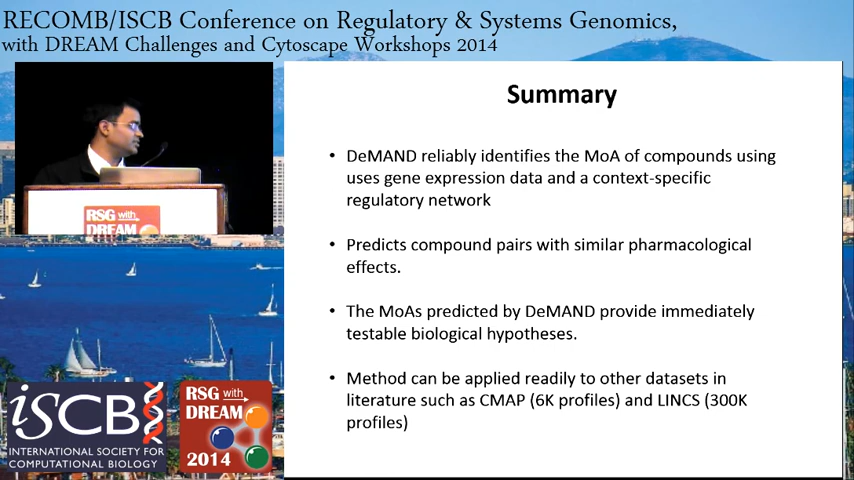 RECOMB/ISCB Conference on Regulatory & Systems Genomics,
with DREAM Challenges and Cytoscape Workshops 2014
Summary
• DeMAND reliably identifies the MoA of compounds using
uses gene expression data and a context-specific
regulatory network
• Predicts compound pairs with similar pharmacological
effects.
• The MoAs predicted by DeMAND provide immediately
testable biological hypotheses.
• Method can be applied readily to other datasets in
literature such as CMAP (6K profiles) and LINCS (300K
profiles)
RSG with
DREAM
iSCB
INTERNATIONAL SOCIETY FOR
COMPUTATIONAL BIOLOGY
RSG with
DREAM
2014